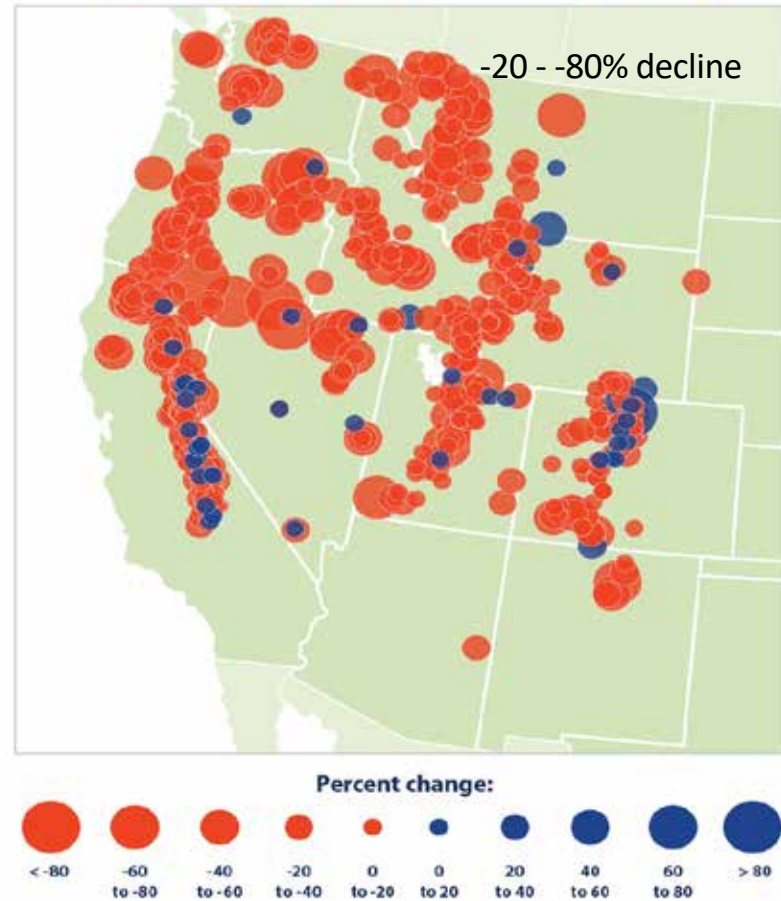 -20 - -80% decline
Percent change:
< -80 -60 -40 -20 0 0 20 40 60 > 80
to -80 to -60 to -40 to -20 to 20 to 40 to 60 to 80